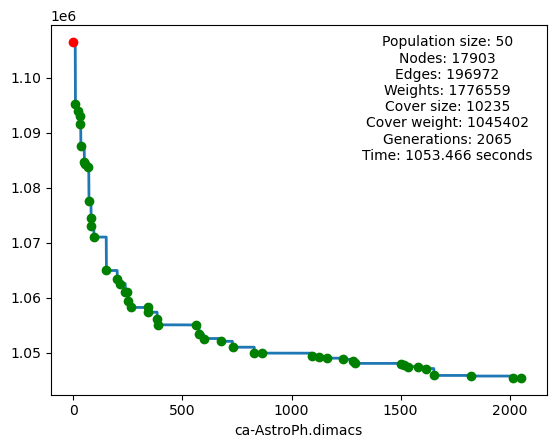 1e6
Population size: 50
Nodes: 17903
Edges: 196972
Weights: 1776559
Cover size: 10235
Cover weight: 1045402
Generations: 2065
Time: 1053.466 seconds
1.10
1.09
1.08
1.07
1.06
1.05
0 500 1000 1500 2000
ca-AstroPh.dimacs